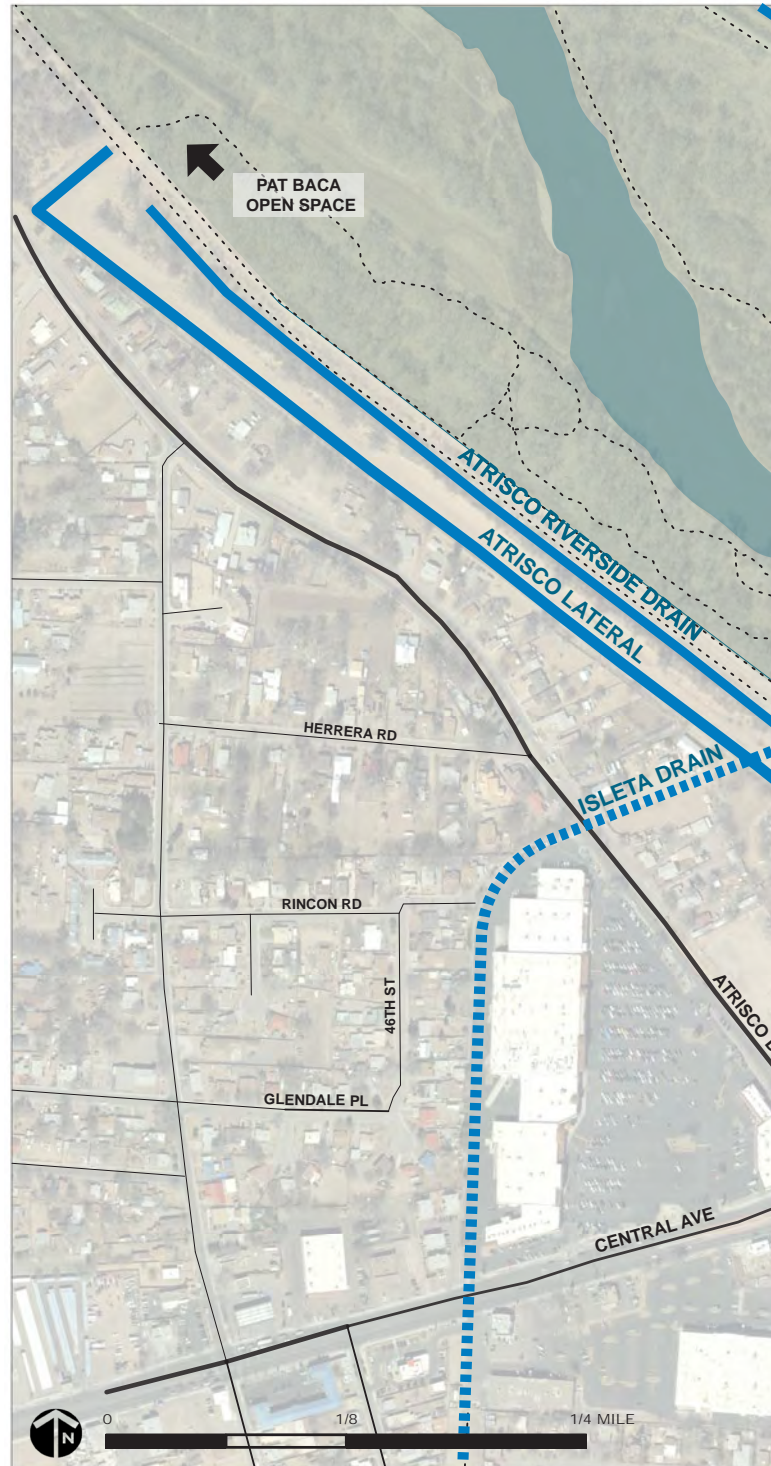 PAT BACA
OPEN SPACE
ATRISCO RIVERSIDE DRAIN
ATRISCO LATERAL
HERRERA RD
ISLETA DRAIN
RINCON RD
46TH ST
ATRISCO
GLENDALE PL
CENTRAL AVE
0 1/8 1/4 MILE
N